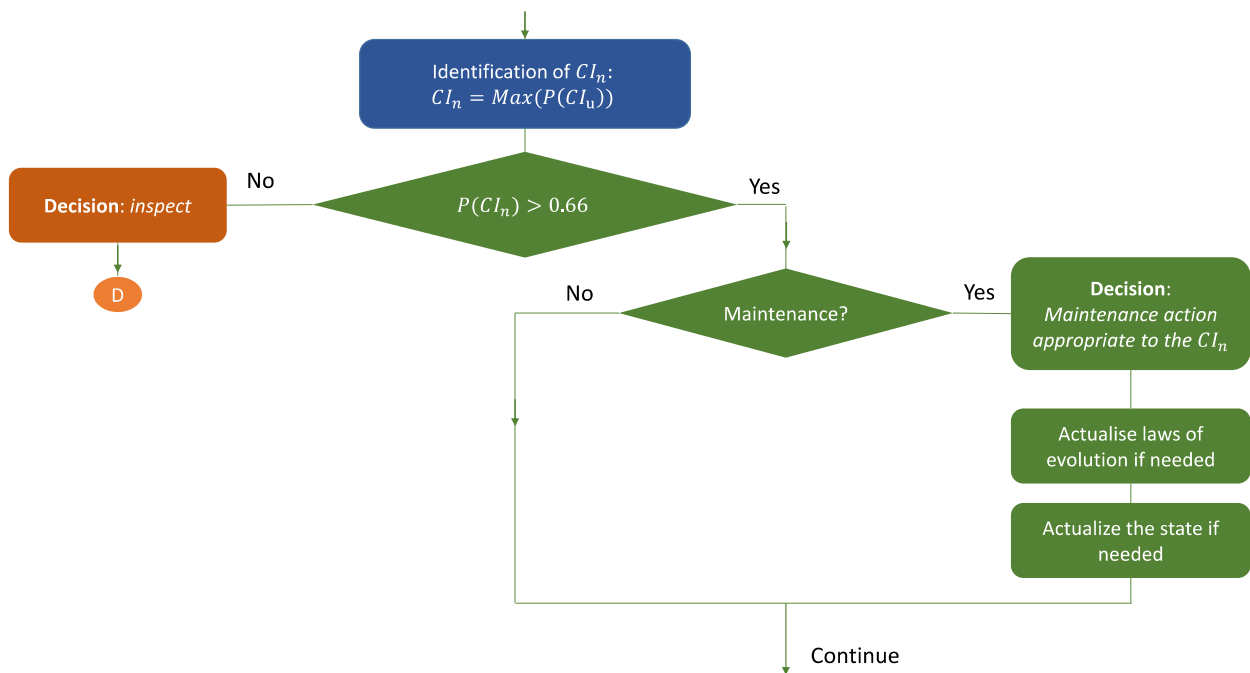 Identification of CIₙ:
CIₙ = Max(P(CIᵤ))
No
Yes
Decision: inspect
P(CIₙ) > 0.66
D
No
Yes
Maintenance?
Decision:
Maintenance action
appropriate to the CIₙ
Actualise laws of
evolution if needed
Actualize the state if
needed
Continue